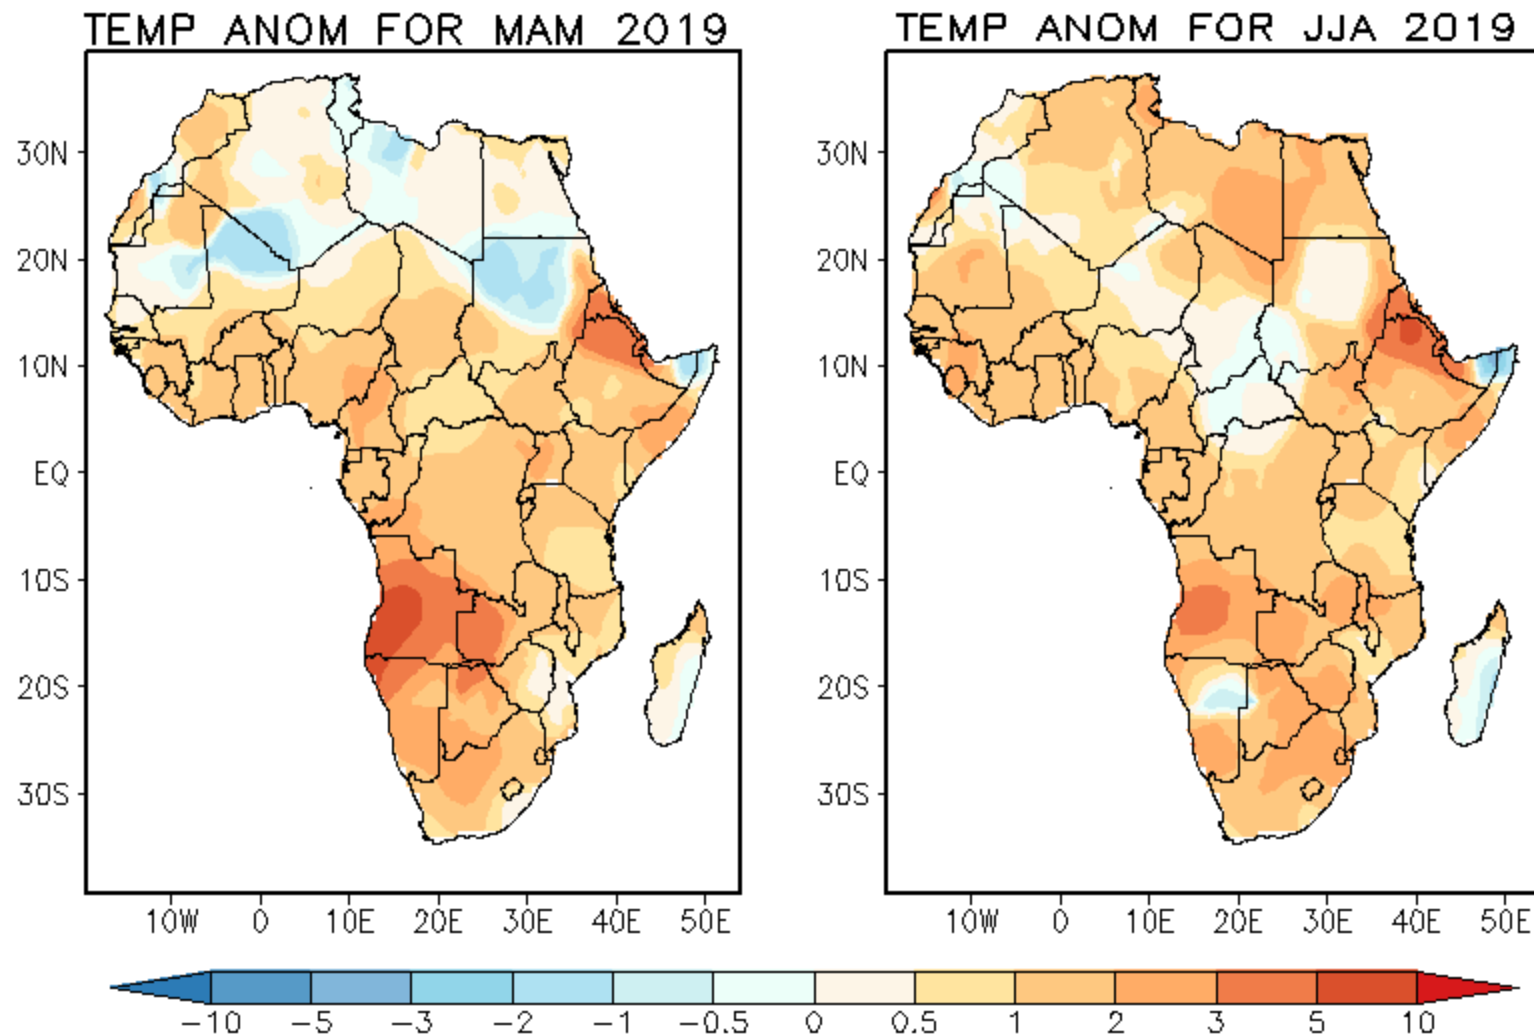 TEMP ANOM FOR MAM 2019
TEMP ANOM FOR JJA 2019
30N
20N
10N
EQ
10S
20S
30S
10W 0 10E 20E 30E 40E 50E
30N
20N
10N
EQ
10S
20S
30S
10W 0 10E 20E 30E 40E 50E
-10 -5 -3 -2 -1 -0.5 0 0.5 1 2 3 5 10